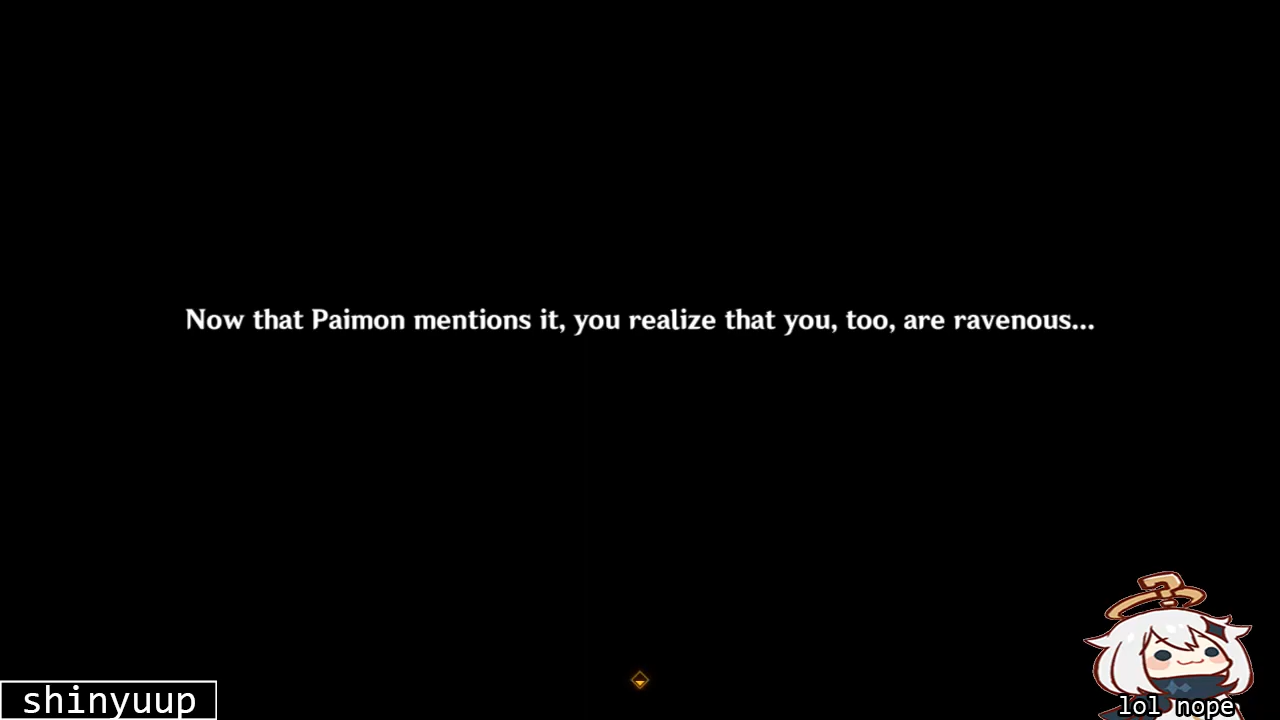 Now that Paimon mentions it, you realize that you, too, are ravenous...
shinyuup
lol nope